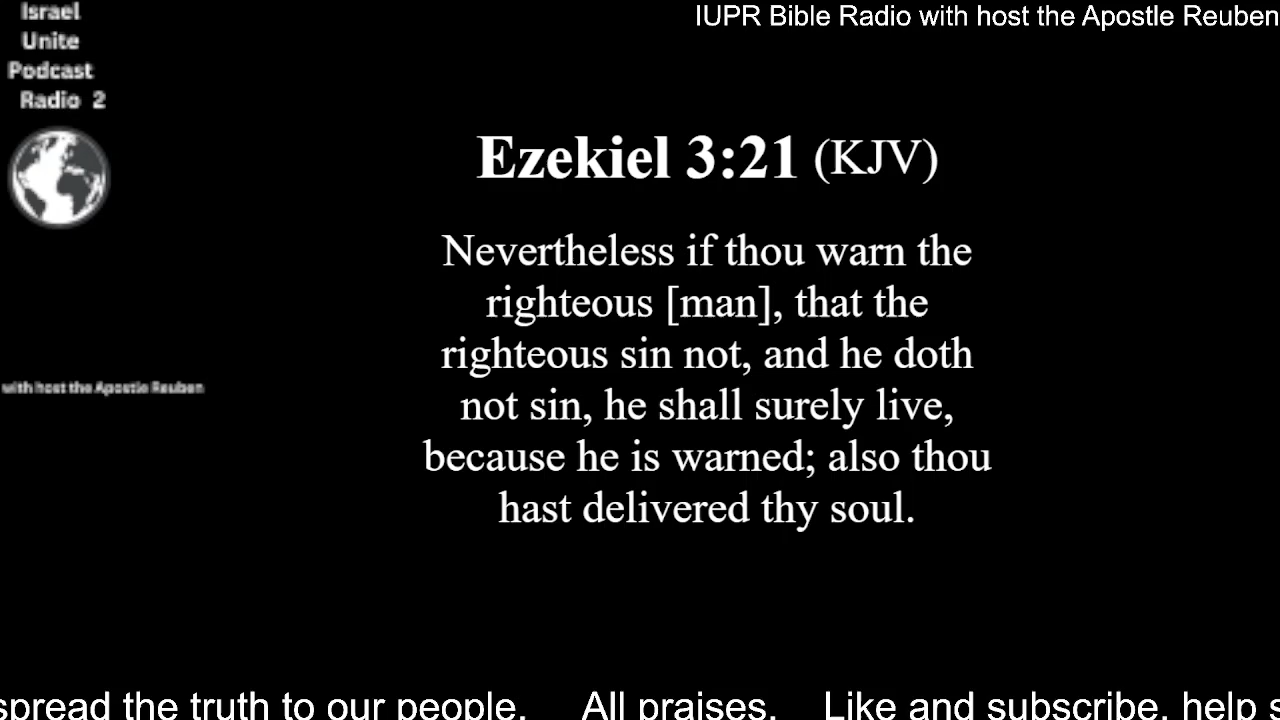 Israel
Unite
Podcast
Radio 2
IUPR Bible Radio with host the Apostle Reuben
Ezekiel 3:21 (KJV)
Nevertheless if thou warn the
righteous [man], that the
righteous sin not, and he doth
not sin, he shall surely live,
because he is warned; also thou
hast delivered thy soul.
with host the Apostle Reuben
spread the truth to our people. All praises. Like and subscribe, help s